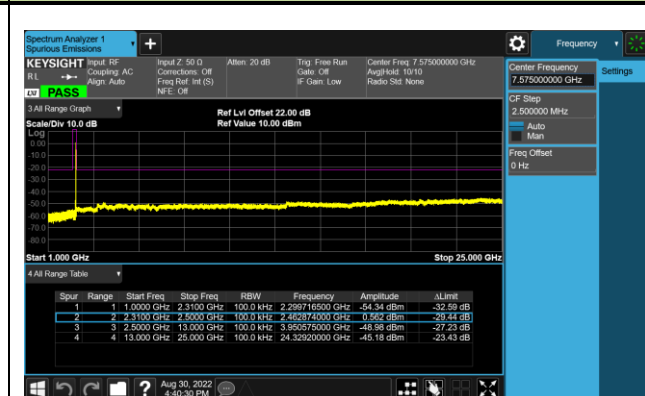 Spectrum Analyzer 1
Spurious Emissions
Frequency
KEYSIGHT
Input: RF
Coupling: AC
Align: Auto
Input Z: 50 Ω
Corrections: Off
Freq Ref: Int (S)
NFE: Off
Atten: 20 dB
Trig: Free Run
Gate: Off
IF Gain: Low
Center Freq: 7.575000000 GHz
Avg|Hold: 10/10
Radio Std: None
RL
LXI
PASS
Center Frequency
7.575000000 GHz
Settings
CF Step
2.500000 MHz
Auto
Man
Freq Offset
0 Hz
3 All Range Graph
Scale/Div 10.0 dB
Ref Lvl Offset 22.00 dB
Ref Value 10.00 dBm
Log
0.00
-10.0
-20.0
-30.0
-40.0
-50.0
-60.0
-70.0
-80.0
Start 1.000 GHz
Stop 25.000 GHz
4 All Range Table
Spur Range Start Freq Stop Freq RBW Frequency Amplitude ΔLimit
1 1 1.0000 GHz 2.3100 GHz 100.0 kHz 2.299716500 GHz -54.34 dBm -32.59 dB
2 2 2.3100 GHz 2.5000 GHz 100.0 kHz 2.462874000 GHz 0.562 dBm -29.44 dB
3 3 2.5000 GHz 13.000 GHz 100.0 kHz 3.950575000 GHz -48.98 dBm -27.23 dB
4 4 13.000 GHz 25.000 GHz 100.0 kHz 24.32920000 GHz -45.18 dBm -23.43 dB
?
Aug 30, 2022
4:40:30 PM